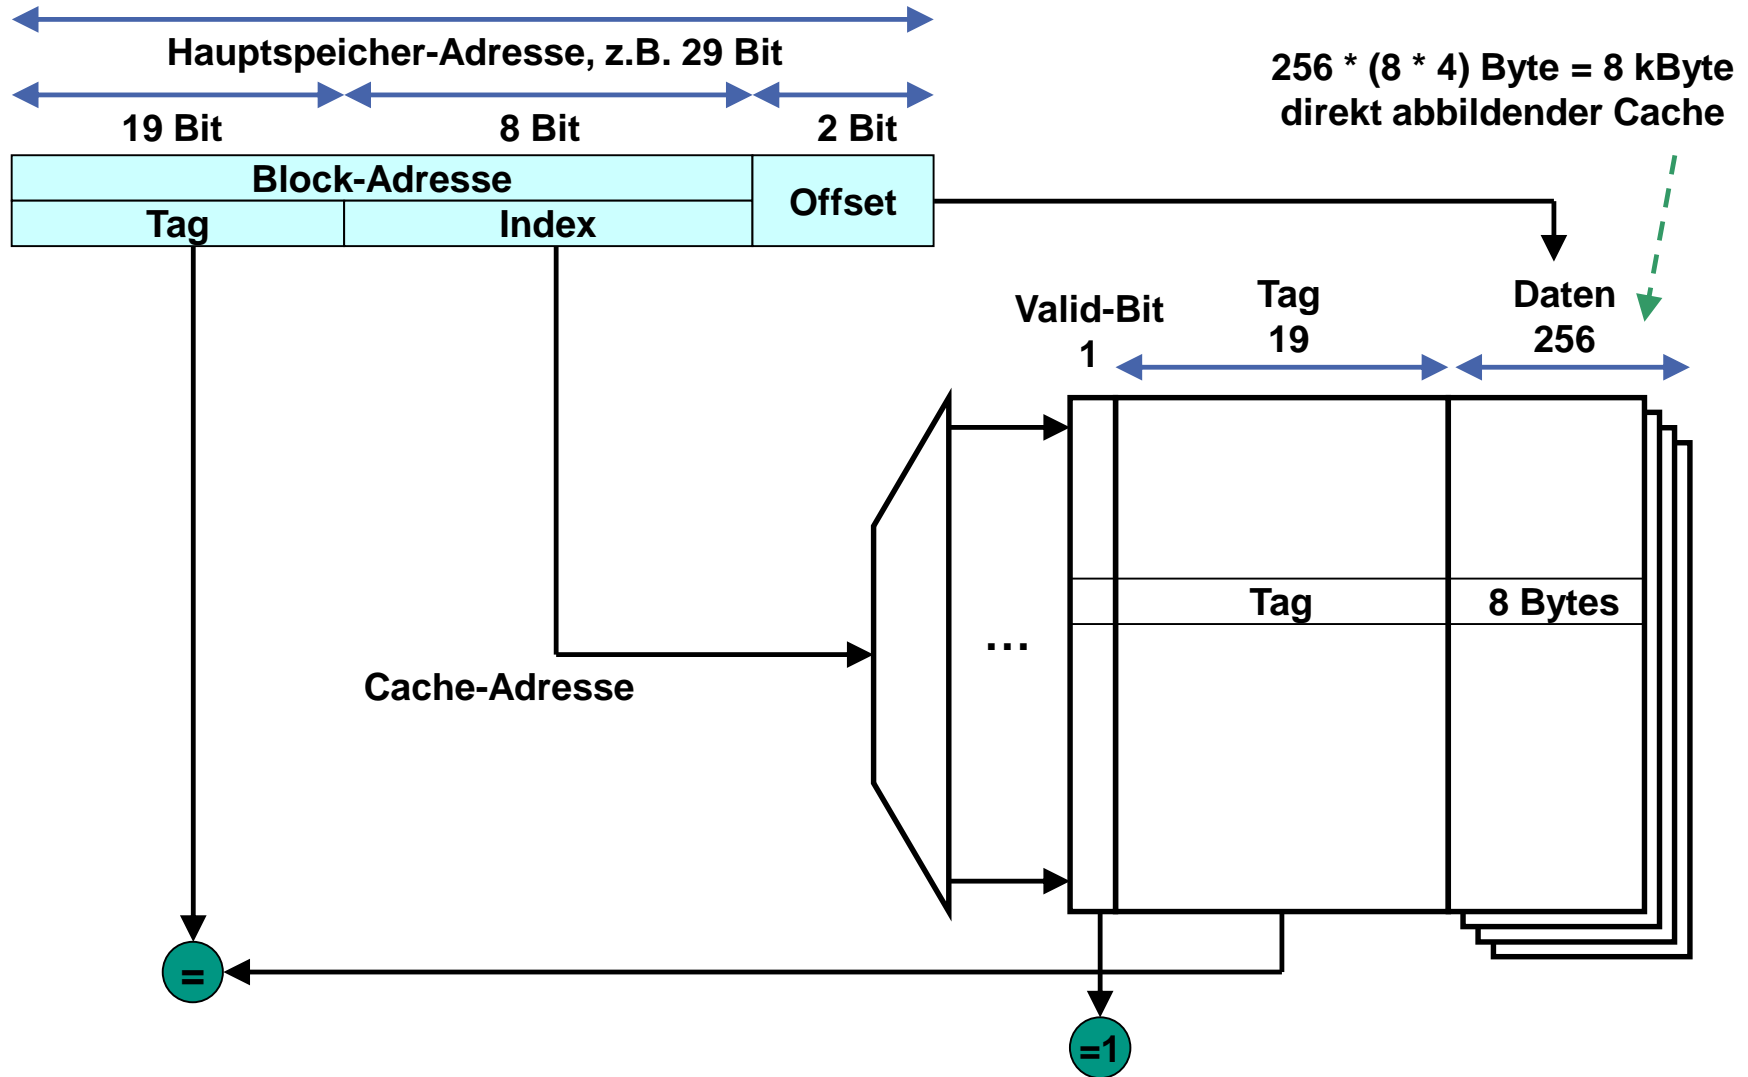 Hauptspeicher-Adresse, z.B. 29 Bit
256 * (8 * 4) Byte = 8 kByte
direkt abbildender Cache
19 Bit
8 Bit
2 Bit
Block-Adresse
Offset
Tag
Index
Valid-Bit
1
Tag
19
Daten
256
Tag
8 Bytes
...
Cache-Adresse
=
=1